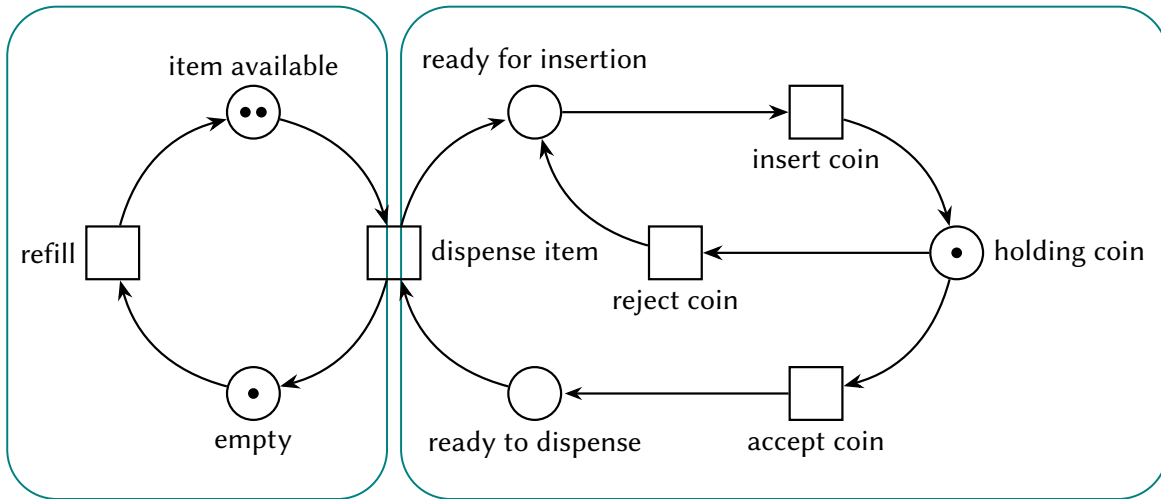 item available
ready for insertion
insert coin
refill
dispense item
holding coin
reject coin
empty
ready to dispense
accept coin